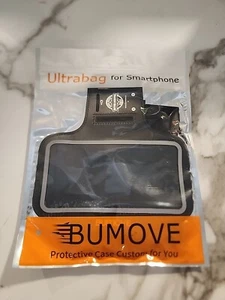 Ultrabag for Smartphone
BUMOVE
Protective Case Custom for You